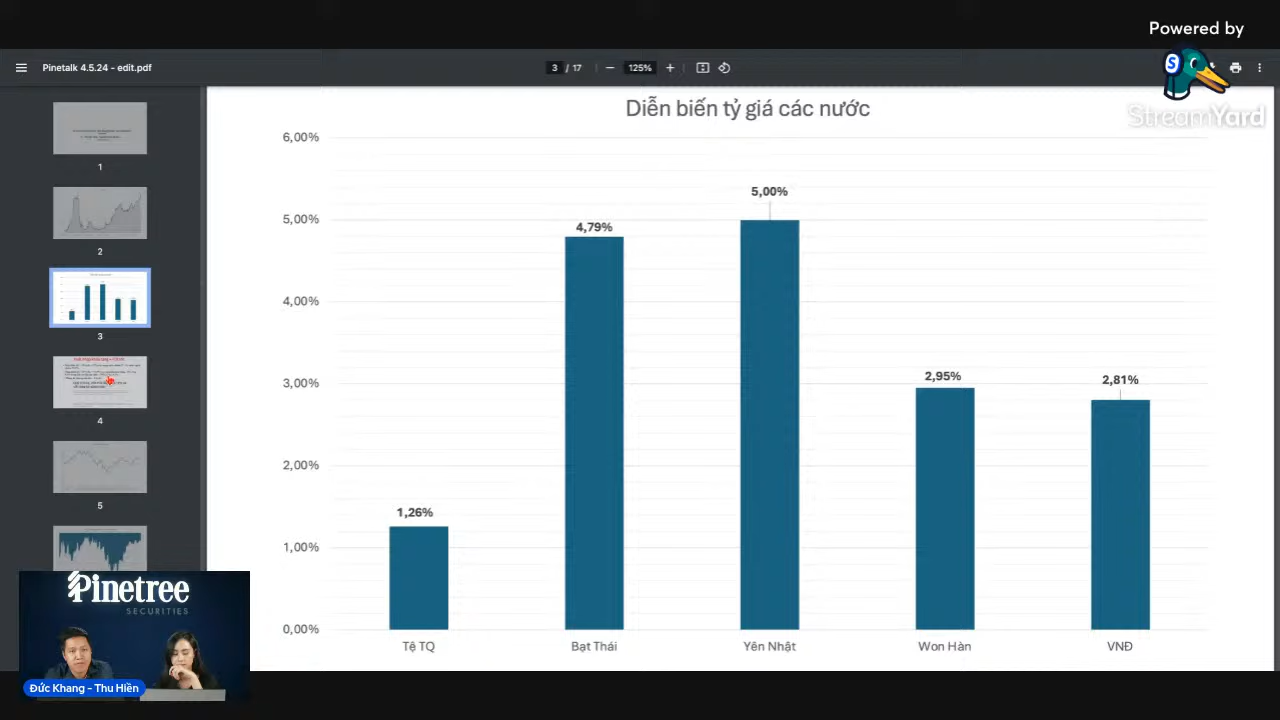 Powered by
StreamYard
Pinetalk 4.5.24 - edit.pdf
3 / 17
125%
1
2
3
4
5
Diễn biến tỷ giá các nước
6,00%
5,00%
4,00%
3,00%
2,00%
1,00%
0,00%
1,26%
4,79%
5,00%
2,95%
2,81%
Tệ TQ
Bạt Thái
Yên Nhật
Won Hàn
VNĐ
Pinetree
SECURITIES
Đức Khang - Thu Hiền